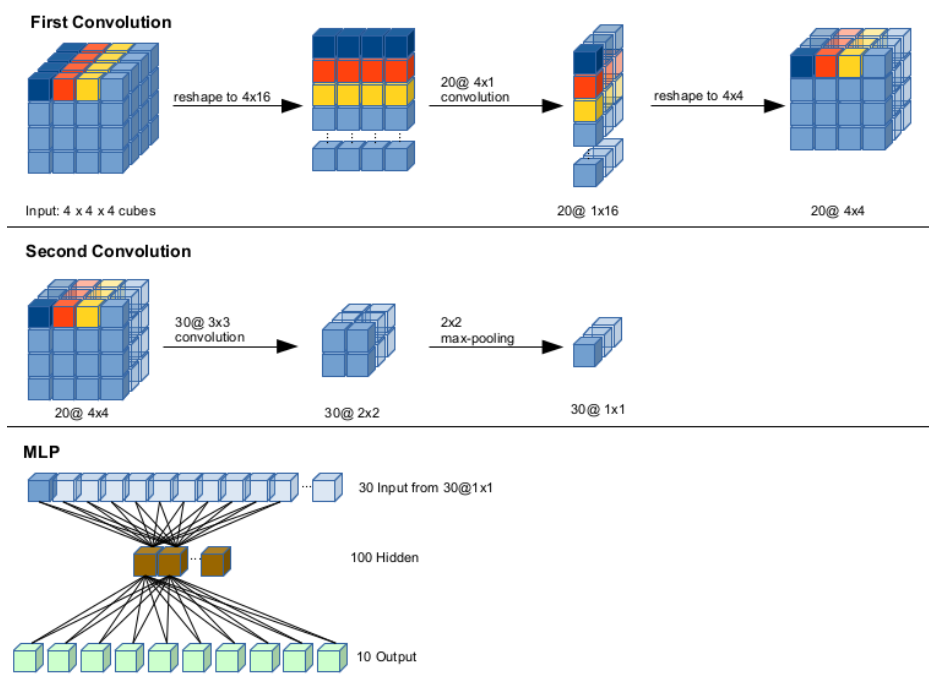 First Convolution
reshape to 4x16
20@ 4x1
convolution
reshape to 4x4
Input: 4 x 4 x 4 cubes
20@ 1x16
20@ 4x4
Second Convolution
30@ 3x3
convolution
2x2
max-pooling
20@ 4x4
30@ 2x2
30@ 1x1
MLP
30 Input from 30@1x1
100 Hidden
10 Output